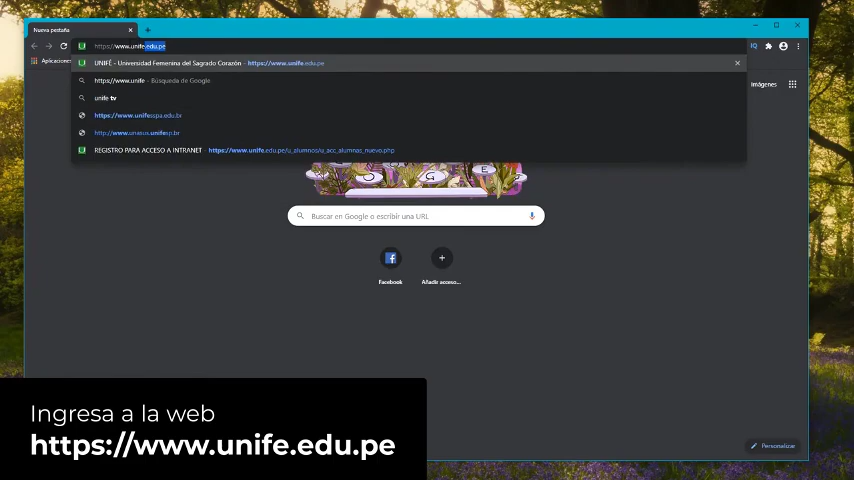 Nueva pestaña
https://www.unife.edu.pe
IQ
Aplicaciones
UNIFÉ - Universidad Femenina del Sagrado Corazón - https://www.unife.edu.pe
https://www.unife - Búsqueda de Google
unife tv
https://www.unifesspa.edu.br
http://www.unasus.unifesp.br
REGISTRO PARA ACCESO A INTRANET - https://www.unife.edu.pe/u_alumnos/u_acc_alumnas_nuevo.php
Imágenes
G E
Buscar en Google o escribir una URL
Facebook
Añadir acceso...
Personalizar
Ingresa a la web
https://www.unife.edu.pe